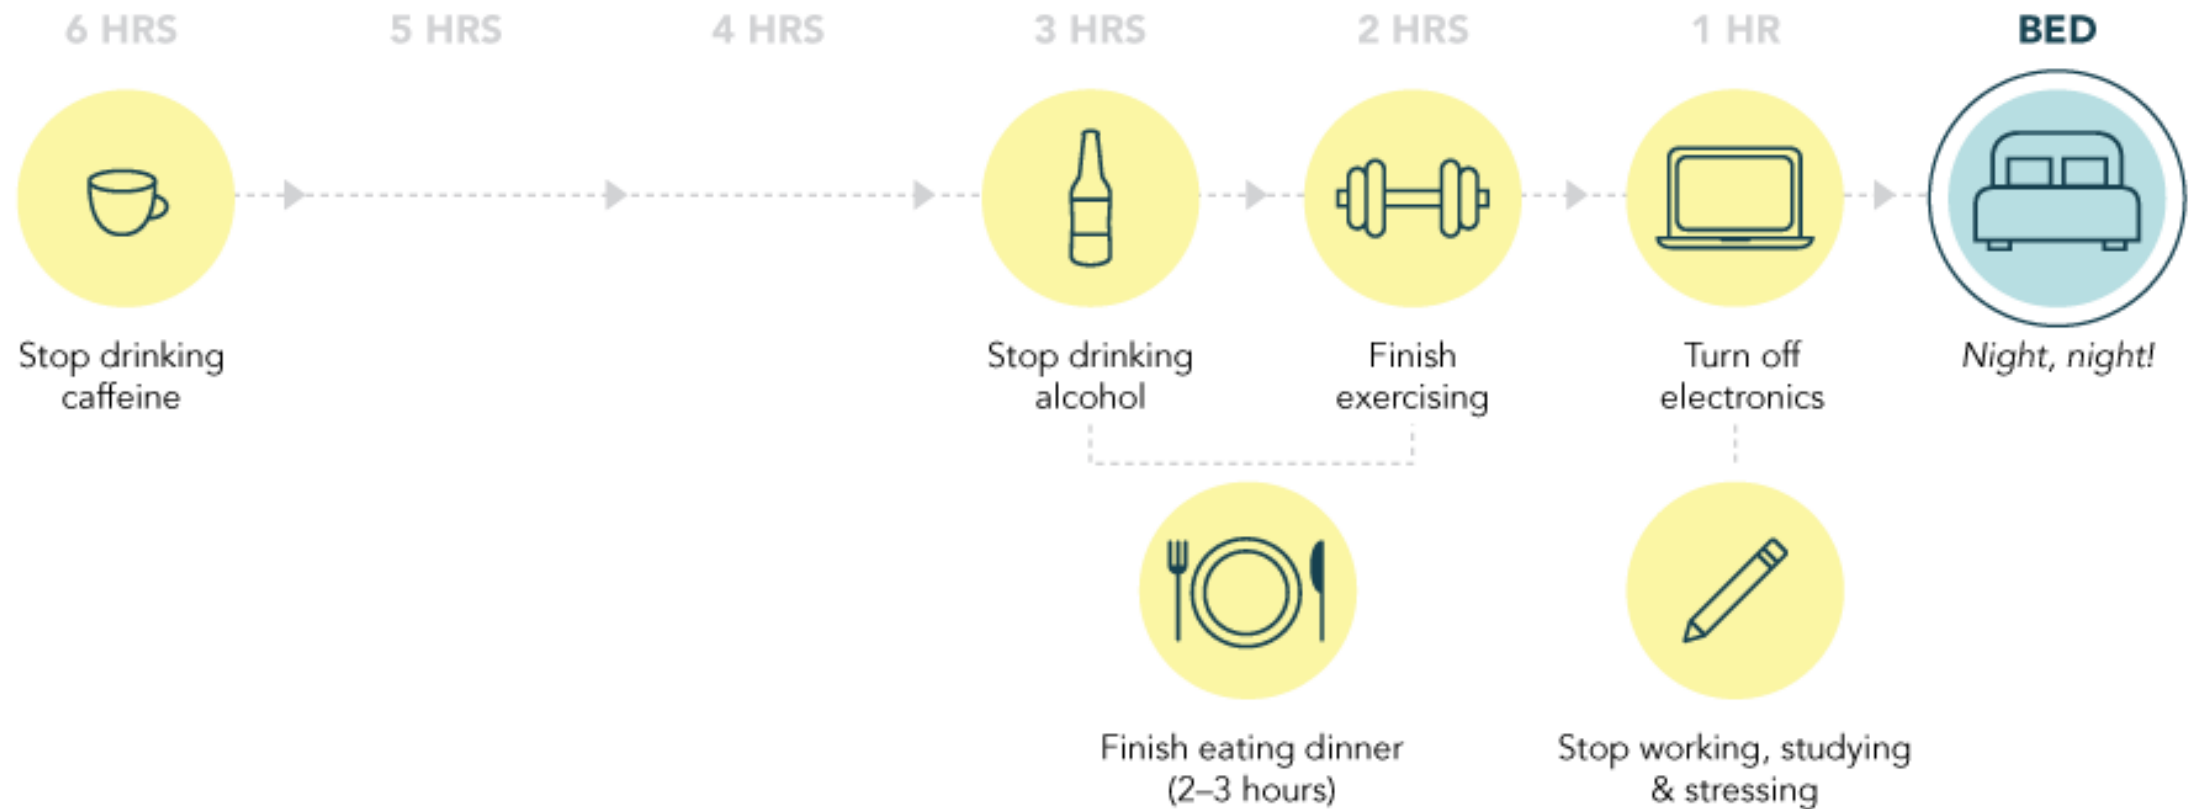 6 HRS 5 HRS 4 HRS 3 HRS 2 HRS 1 HR BED
Stop drinking
caffeine
Stop drinking
alcohol
Finish
exercising
Turn off
electronics
Night, night!
Finish eating dinner
(2–3 hours)
Stop working, studying
& stressing